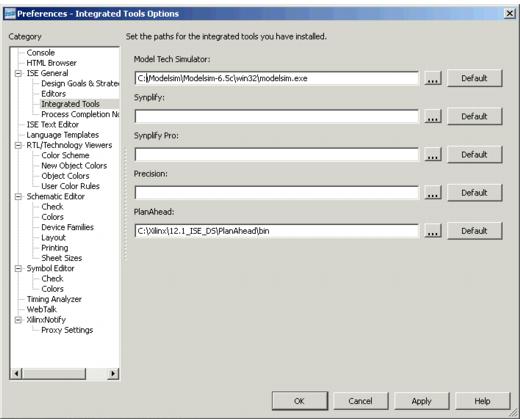 Preferences - Integrated Tools Options
Category
Console
HTML Browser
ISE General
Design Goals & Strate
Editors
Integrated Tools
Process Completion No
ISE Text Editor
Language Templates
RTL/Technology Viewers
Color Scheme
New Object Colors
Object Colors
User Color Rules
Schematic Editor
Check
Colors
Device Families
Layout
Printing
Sheet Sizes
Symbol Editor
Check
Colors
Timing Analyzer
WebTalk
XilinxNotify
Proxy Settings
Set the paths for the integrated tools you have installed.
Model Tech Simulator:
C:\Modelsim\Modelsim-6.5c\win32\modelsim.exe
... Default
Synplify:
... Default
Synplify Pro:
... Default
Precision:
... Default
PlanAhead:
C:\Xilinx\12.1_ISE_DS\PlanAhead\bin
... Default
OK Cancel Apply Help